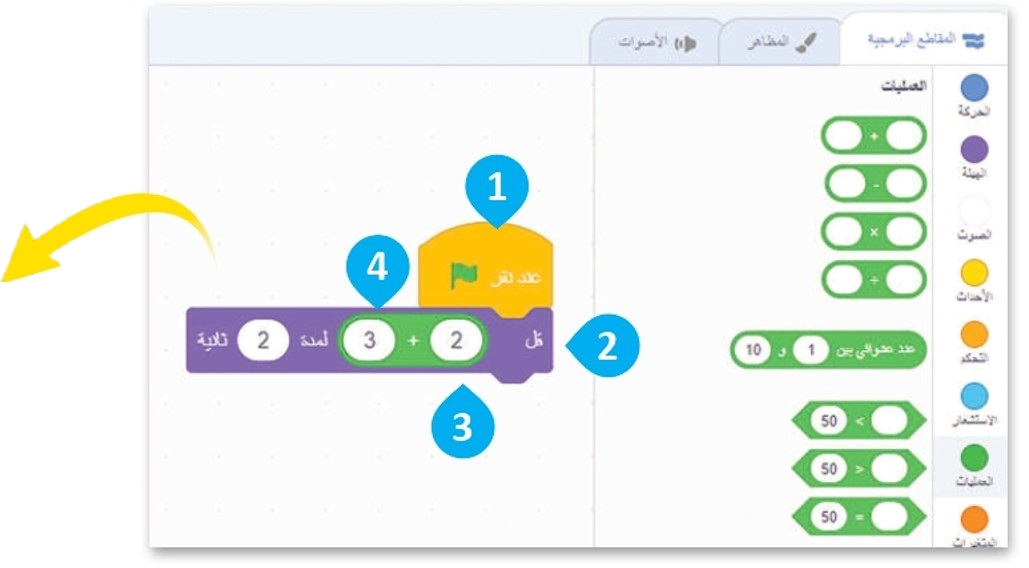 المقاطع البرمجية
المظاهر
الأصوات
العمليات
الحركة
الهيئة
الصوت
الأحداث
التحكم
الاستشعار
العمليات
المتغيرات
+
-
×
÷
عدد عشوائي بين 1 و 10
< 50
> 50
= 50
1
عند نقر
4
قل 2 + 3 لمدة 2 ثانية
2
3